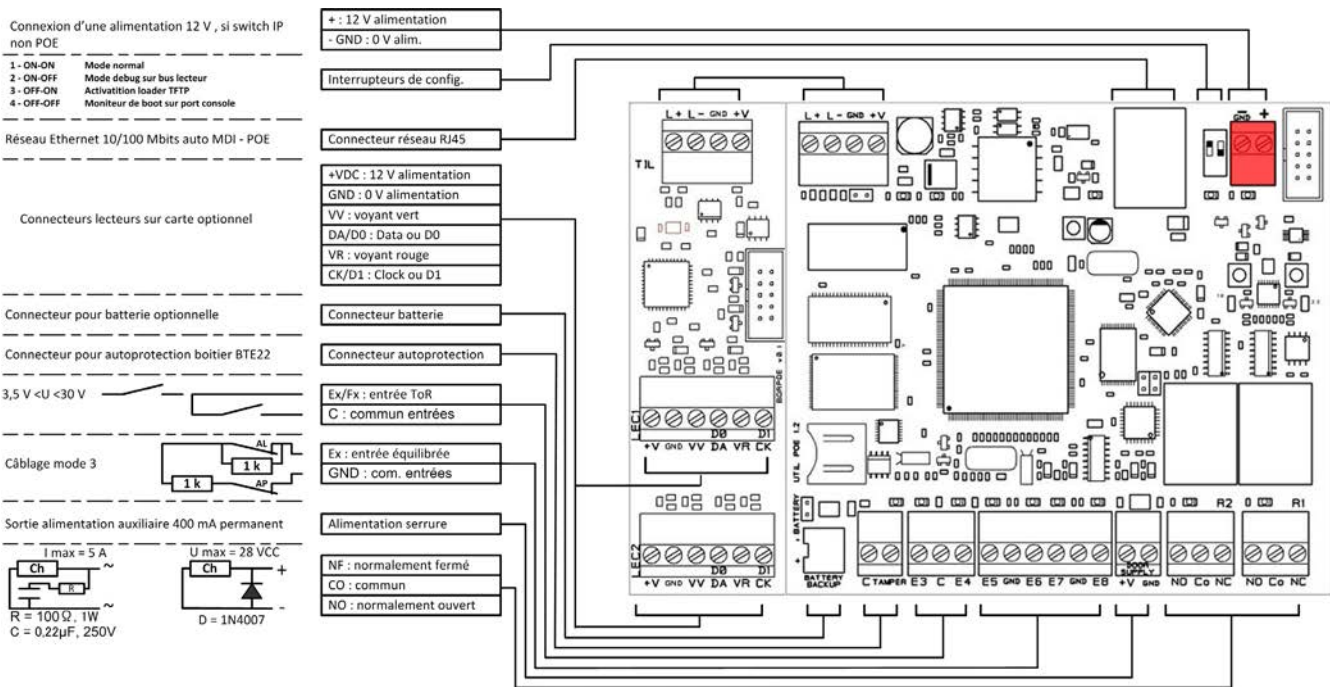 Connexion d'une alimentation 12 V , si switch IP
non POE
+ : 12 V alimentation
- GND : 0 V alim.
1 - ON-ON Mode normal
2 - ON-OFF Mode debug sur bus lecteur
3 - OFF-ON Activatition loader TFTP
4 - OFF-OFF Moniteur de boot sur port console
Interrupteurs de config.
Réseau Ethernet 10/100 Mbits auto MDI - POE
Connecteur réseau RJ45
Connecteurs lecteurs sur carte optionnel
+VDC : 12 V alimentation
GND : 0 V alimentation
VV : voyant vert
DA/D0 : Data ou D0
VR : voyant rouge
CK/D1 : Clock ou D1
Connecteur pour batterie optionnelle
Connecteur batterie
Connecteur pour autoprotection boitier BTE22
Connecteur autoprotection
3,5 V <U <30 V
Ex/Fx : entrée ToR
C : commun entrées
Câblage mode 3
AL
1 k
1 k
AP
Ex : entrée équilibrée
GND : com. entrées
Sortie alimentation auxiliaire 400 mA permanent
Alimentation serrure
I max = 5 A
Ch
~
R
~
R = 100 Ω , 1W
C = 0,22µF, 250V
U max = 28 VCC
Ch
+
-
D = 1N4007
NF : normalement fermé
CO : commun
NO : normalement ouvert
L+ L- GND +V
TIL
BORPOE v0.1
LEC1
D0 D1
+V GND VV DA VR CK
LEC2
D0 D1
+V GND VV DA VR CK
L+ L- GND +V
- +
GND
UTIL POE 1.2
- BATTERY +
BATTERY
BACKUP
C TAMPER
E3 C E4
E5 GND E6 E7 GND E8
DOOR
SUPPLY
+V GND
R2
NO Co NC
R1
NO Co NC